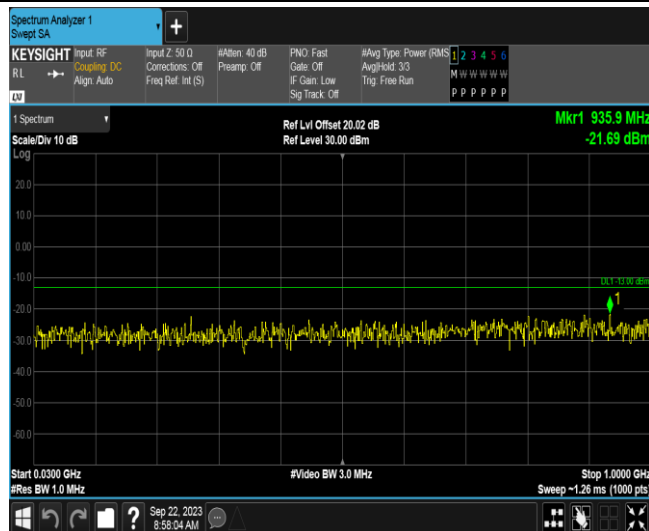 Spectrum Analyzer 1
Swept SA
+
KEYSIGHT
RL
LXI
Input: RF
Coupling: DC
Align: Auto
Input Z: 50 Ω
Corrections: Off
Freq Ref: Int (S)
#Atten: 40 dB
Preamp: Off
PNO: Fast
Gate: Off
IF Gain: Low
Sig Track: Off
#Avg Type: Power (RMS
Avg|Hold: 3/3
Trig: Free Run
1 2 3 4 5 6
M W W W W W
P P P P P P
1 Spectrum
Scale/Div 10 dB
Log
Ref Lvl Offset 20.02 dB
Ref Level 30.00 dBm
Mkr1 935.9 MHz
-21.69 dBm
20.0
10.0
0.00
-10.0
DL1 -13.00 dBm
1
-20.0
-30.0
-40.0
-50.0
-60.0
Start 0.0300 GHz
#Res BW 1.0 MHz
#Video BW 3.0 MHz
Stop 1.0000 GHz
Sweep ~1.26 ms (1000 pts)
?
Sep 22, 2023
8:58:04 AM